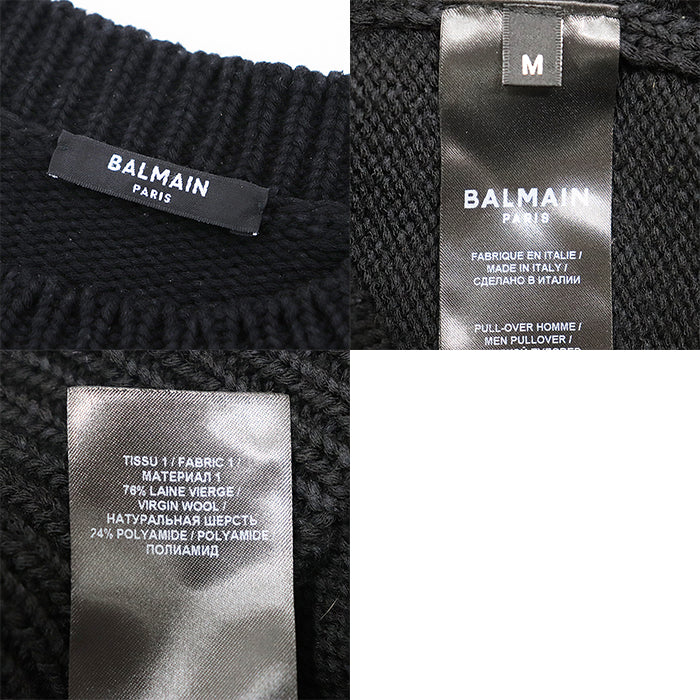 BALMAIN
PARIS
M
BALMAIN
PARIS
FABRIQUE EN ITALIE /
MADE IN ITALY /
СДЕЛАНО В ИТАЛИИ
PULL-OVER HOMME /
MEN PULLOVER /
TISSU 1 / FABRIC 1 /
МАТЕРИАЛ 1
76% LAINE VIERGE /
VIRGIN WOOL /
НАТУРАЛЬНАЯ ШЕРСТЬ
24% POLYAMIDE / POLYAMIDE /
ПОЛИАМИД